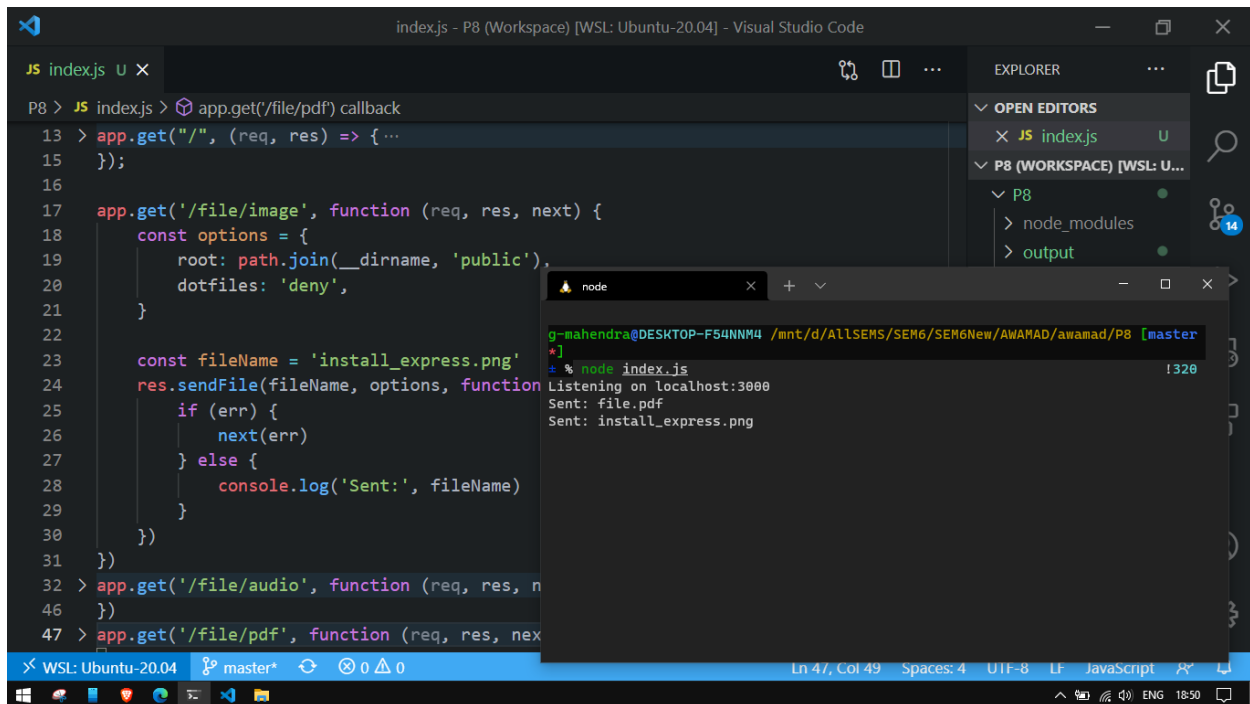 index.js - P8 (Workspace) [WSL: Ubuntu-20.04] - Visual Studio Code
JS index.js U
P8 > JS index.js > app.get('/file/pdf') callback
13 > app.get("/", (req, res) => { ···
15 });
16
17 app.get('/file/image', function (req, res, next) {
18 const options = {
19 root: path.join(__dirname, 'public'),
20 dotfiles: 'deny',
21 }
22
23 const fileName = 'install_express.png'
24 res.sendFile(fileName, options, function
25 if (err) {
26 next(err)
27 } else {
28 console.log('Sent:', fileName)
29 }
30 })
31 })
32 > app.get('/file/audio', function (req, res, n
46 })
47 > app.get('/file/pdf', function (req, res, nex
EXPLORER
OPEN EDITORS
JS index.js U
P8 (WORKSPACE) [WSL: U...
P8
> node_modules
> output
14
node
g-mahendra@DESKTOP-F54NNM4 /mnt/d/AllSEMS/SEM6/SEM6New/AWAMAD/awamad/P8 [master
*]
± % node index.js !320
Listening on localhost:3000
Sent: file.pdf
Sent: install_express.png
WSL: Ubuntu-20.04 master* 0 0 Ln 47, Col 49 Spaces: 4 UTF-8 LF JavaScript
ENG 18:50